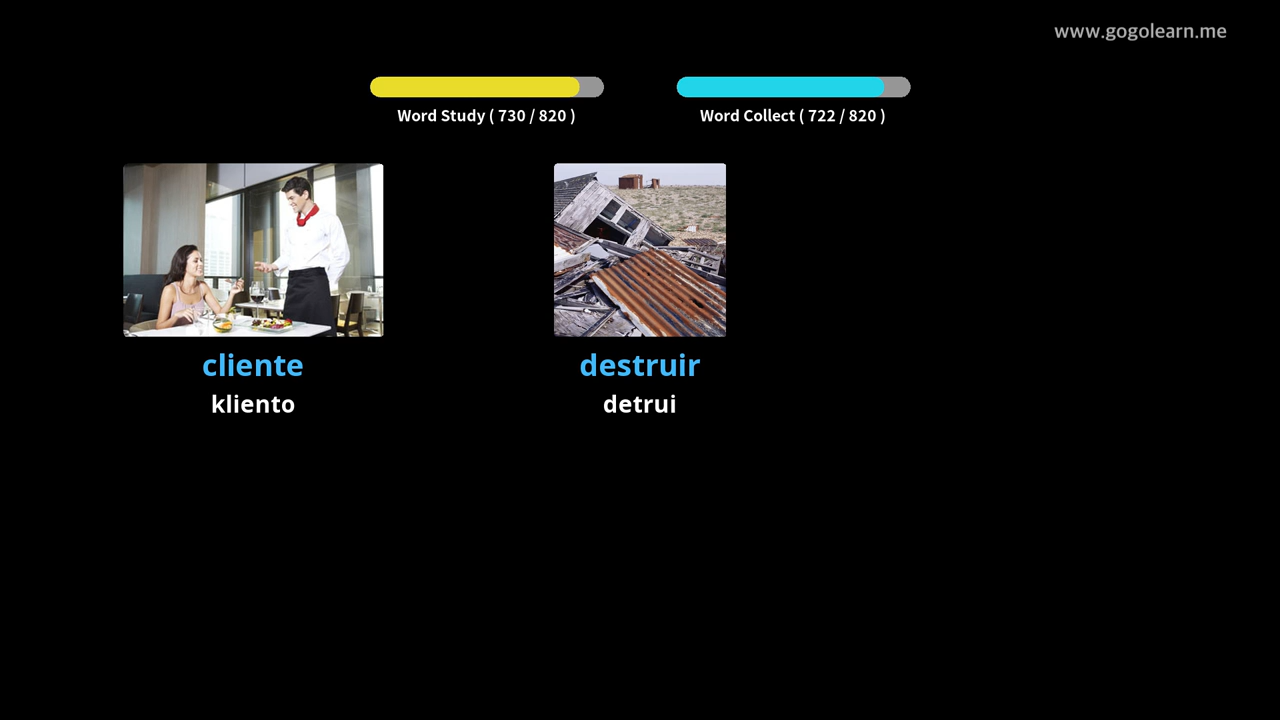 www.gogolearn.me
Word Study ( 730 / 820 )
Word Collect ( 722 / 820 )
cliente
kliento
destruir
detrui